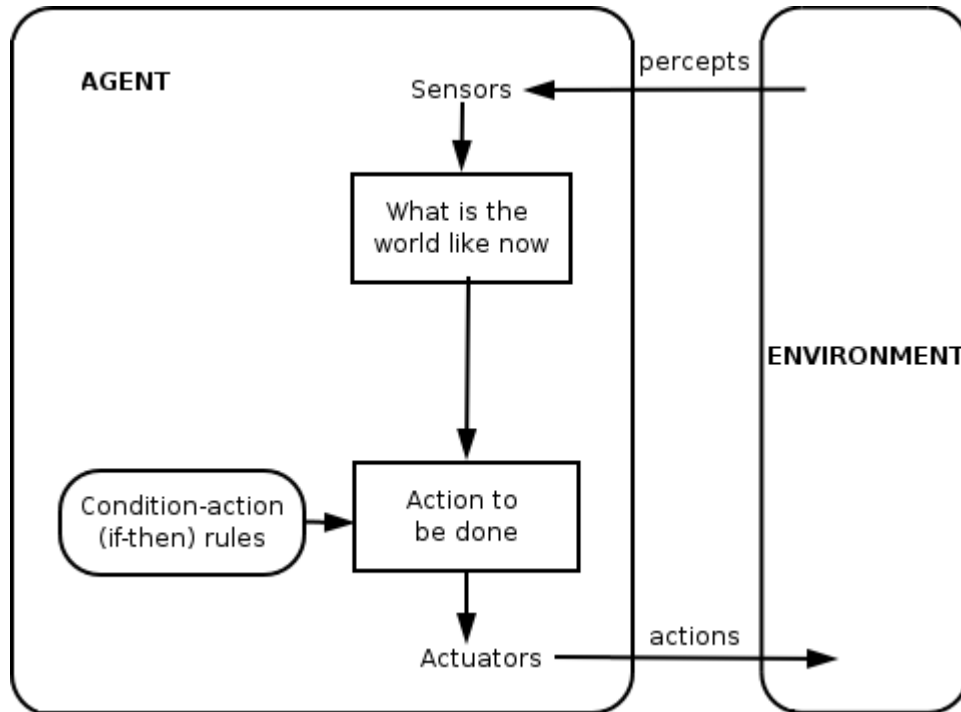 AGENT
percepts
Sensors
What is the
world like now
ENVIRONMENT
Condition-action
(if-then) rules
Action to
be done
Actuators
actions